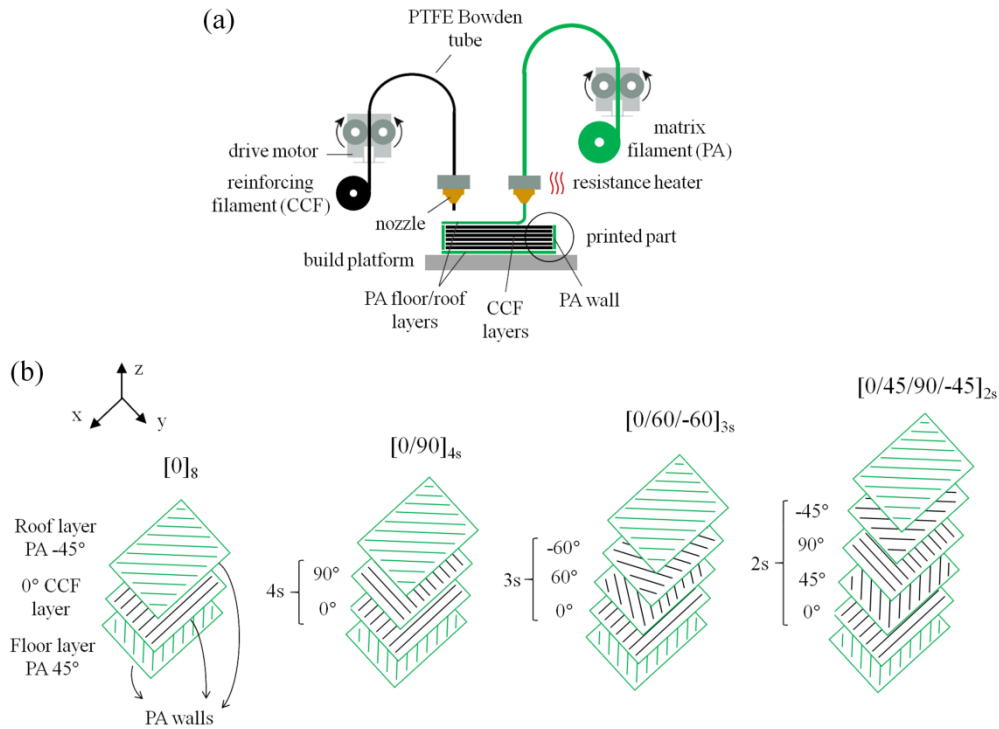 (a)
PTFE Bowden
tube
drive motor
reinforcing
filament (CCF)
matrix
filament (PA)
resistance heater
nozzle
printed part
build platform
PA floor/roof
layers
CCF
layers
PA wall
(b)
z
x
y
[0]8
Roof layer
PA -45°
0° CCF
layer
Floor layer
PA 45°
PA walls
[0/90]4s
4s
90°
0°
[0/60/-60]3s
3s
-60°
60°
0°
[0/45/90/-45]2s
2s
-45°
90°
45°
0°